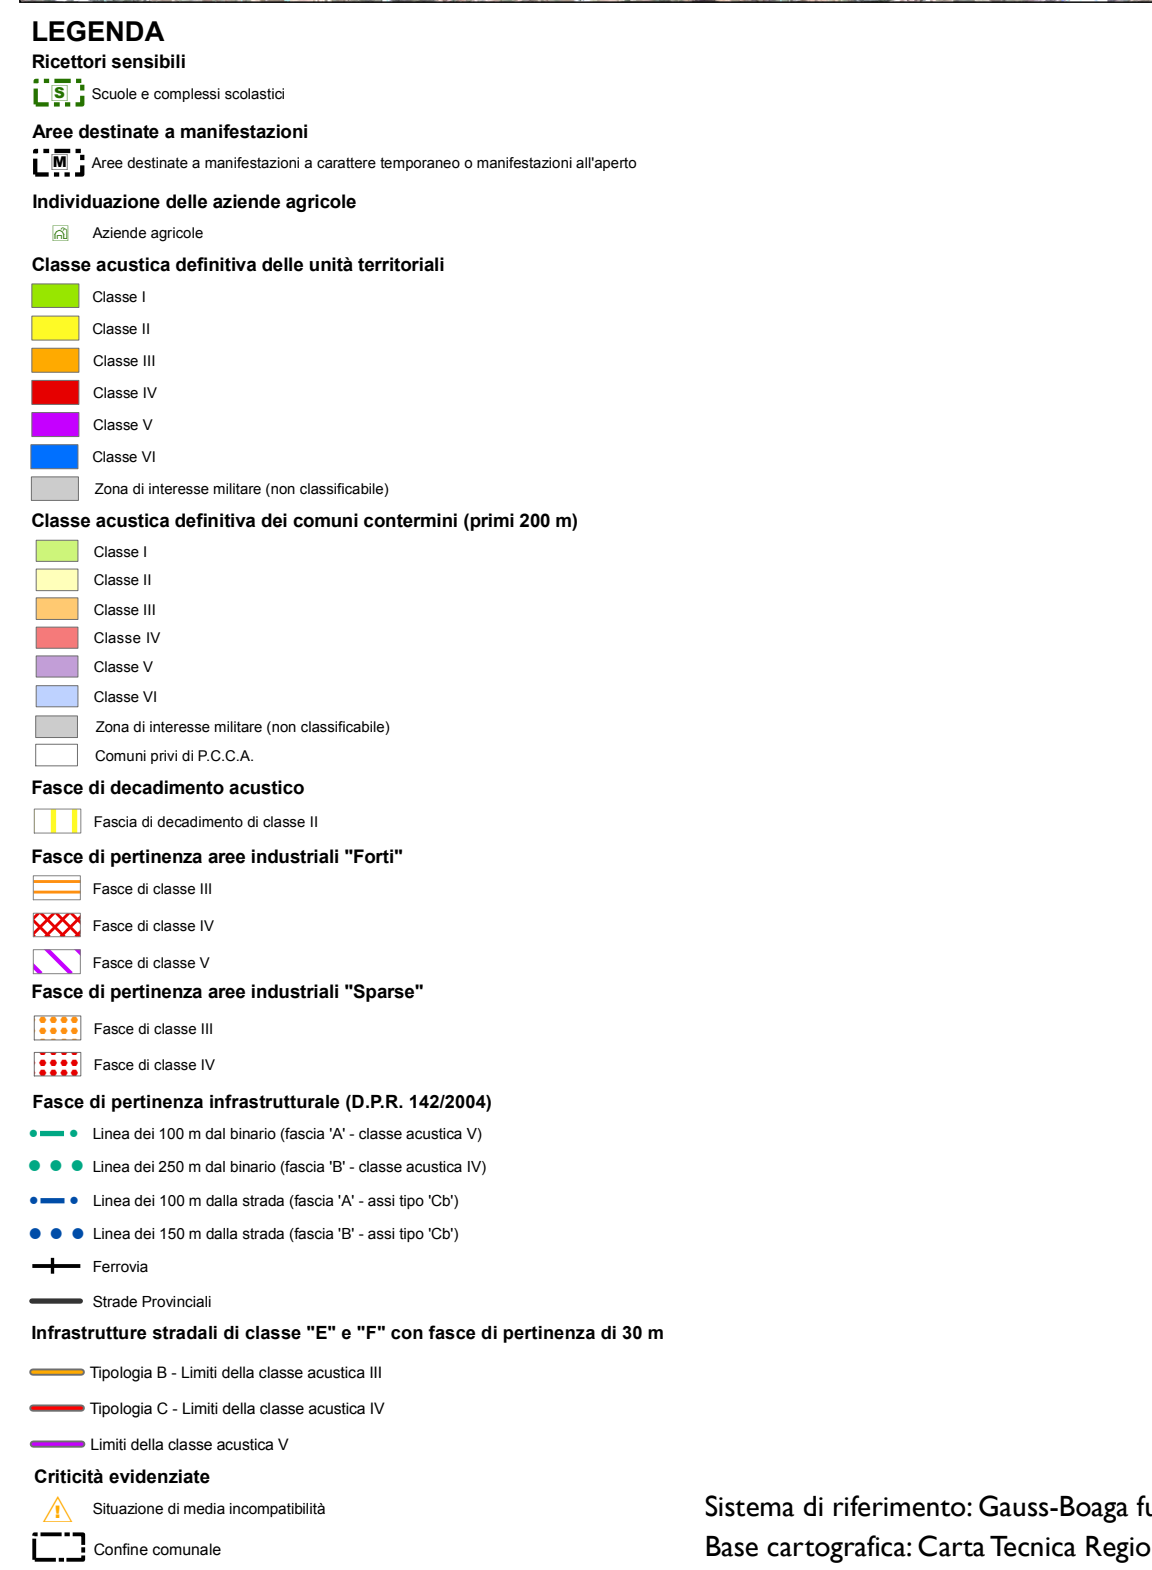 LEGENDA
Ricettori sensibili
S Scuole e complessi scolastici
Aree destinate a manifestazioni
M Aree destinate a manifestazioni a carattere temporaneo o manifestazioni all'aperto
Individuazione delle aziende agricole
Aziende agricole
Classe acustica definitiva delle unità territoriali
Classe I
Classe II
Classe III
Classe IV
Classe V
Classe VI
Zona di interesse militare (non classificabile)
Classe acustica definitiva dei comuni contermini (primi 200 m)
Classe I
Classe II
Classe III
Classe IV
Classe V
Classe VI
Zona di interesse militare (non classificabile)
Comuni privi di P.C.C.A.
Fasce di decadimento acustico
Fascia di decadimento di classe II
Fasce di pertinenza aree industriali "Forti"
Fasce di classe III
Fasce di classe IV
Fasce di classe V
Fasce di pertinenza aree industriali "Sparse"
Fasce di classe III
Fasce di classe IV
Fasce di pertinenza infrastrutturale (D.P.R. 142/2004)
Linea dei 100 m dal binario (fascia 'A' - classe acustica V)
Linea dei 250 m dal binario (fascia 'B' - classe acustica IV)
Linea dei 100 m dalla strada (fascia 'A' - assi tipo 'Cb')
Linea dei 150 m dalla strada (fascia 'B' - assi tipo 'Cb')
Ferrovia
Strade Provinciali
Infrastrutture stradali di classe "E" e "F" con fasce di pertinenza di 30 m
Tipologia B - Limiti della classe acustica III
Tipologia C - Limiti della classe acustica IV
Limiti della classe acustica V
Criticità evidenziate
Situazione di media incompatibilità
Confine comunale
Sistema di riferimento: Gauss-Boaga fu
Base cartografica: Carta Tecnica Regio